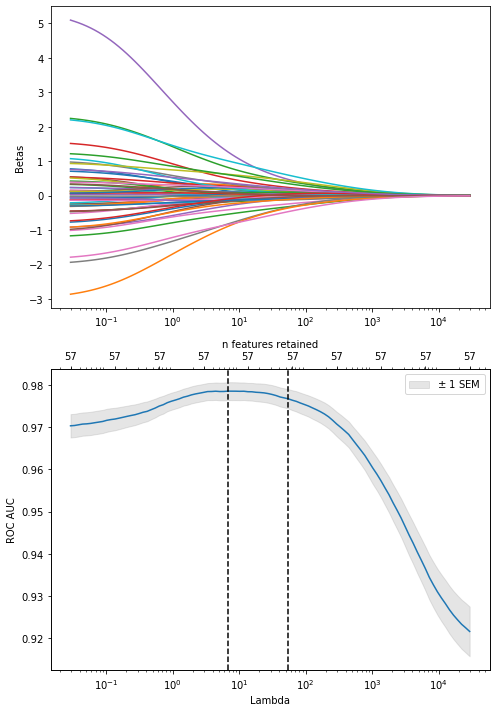 5
4
3
2
1
0
−1
−2
−3
Betas
10⁻¹ 10⁰ 10¹ 10² 10³ 10⁴
n features retained
57 57 57 57 57 57 57 57 57 57
0.98
0.97
0.96
0.95
0.94
0.93
0.92
ROC AUC
± 1 SEM
10⁻¹ 10⁰ 10¹ 10² 10³ 10⁴
Lambda